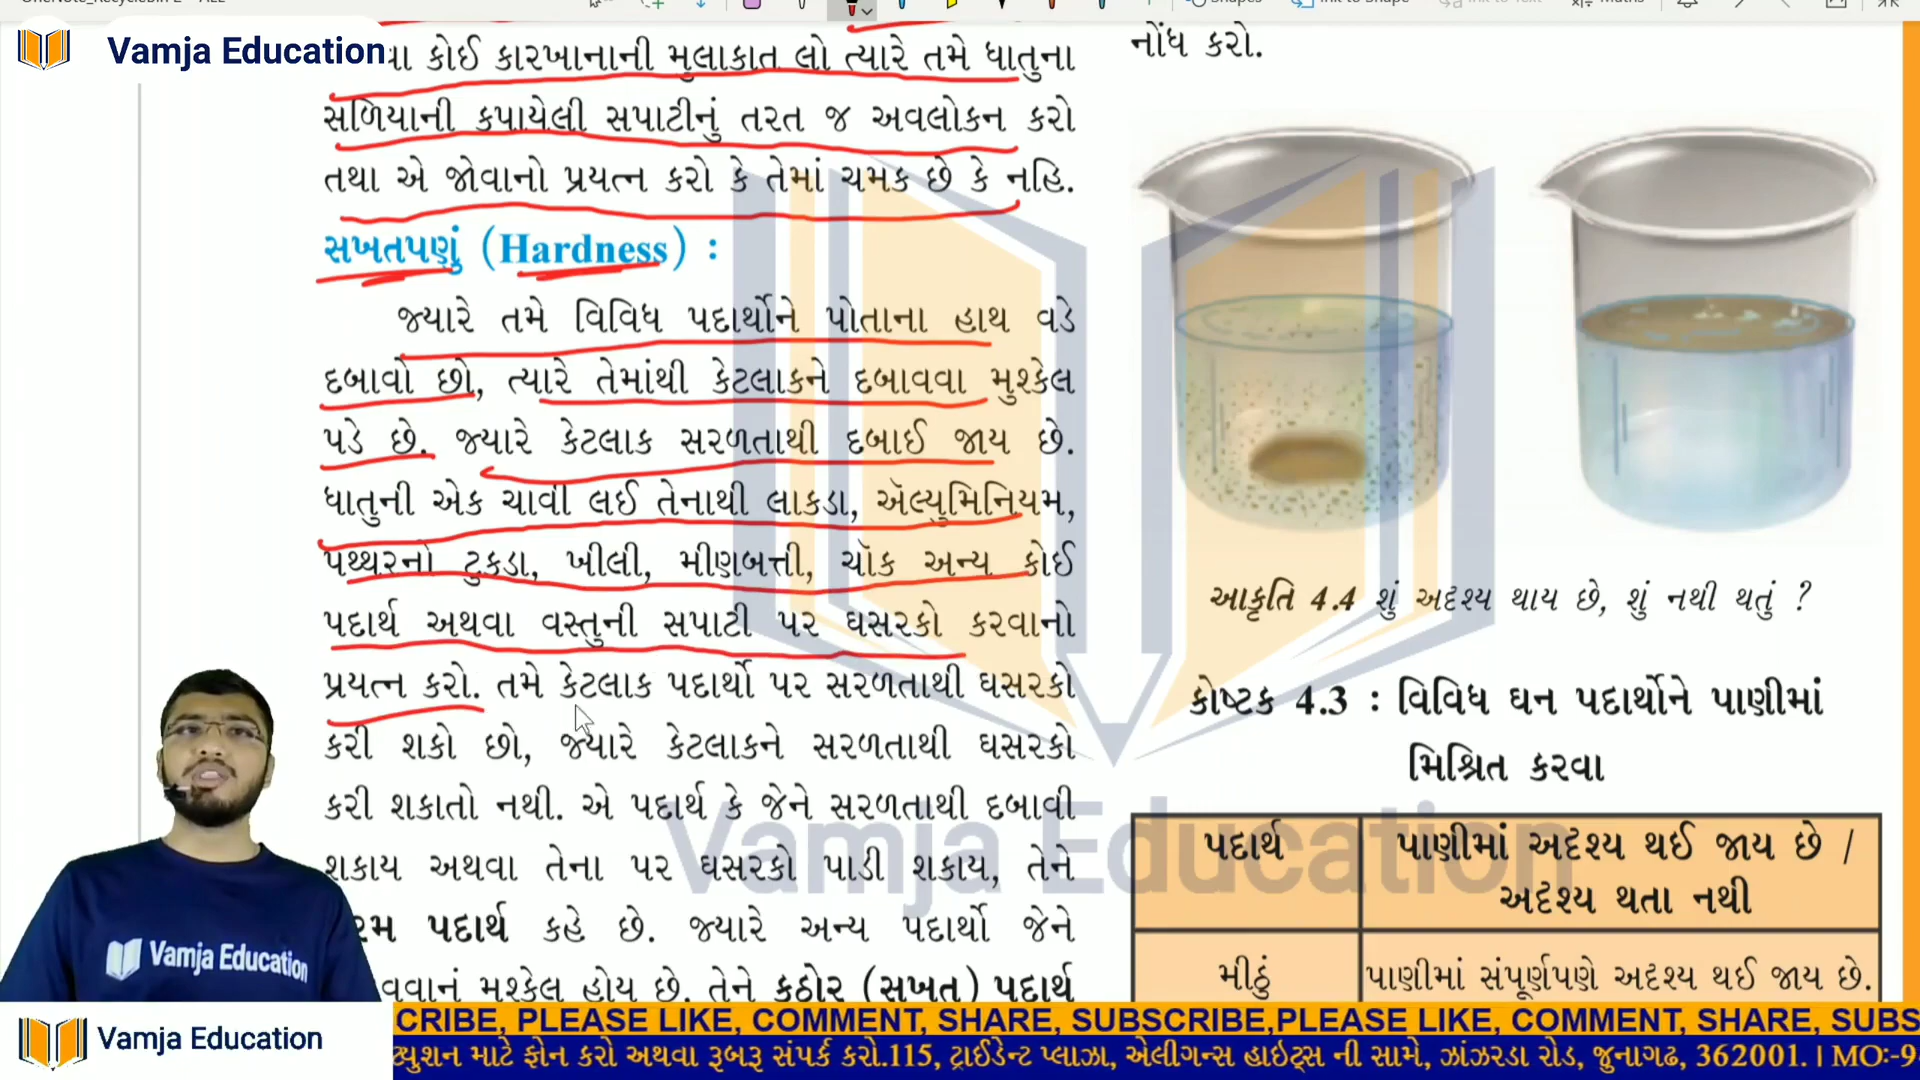 Vamja Education
કોઈ કારખાનાની મુલાકાત લો ત્યારે તમે ધાતુના
સળિયાની કપાયેલી સપાટીનું તરત જ અવલોકન કરો
તથા એ જોવાનો પ્રયત્ન કરો કે તેમાં ચમક છે કે નહિ.
સખતપણું (Hardness) :
જ્યારે તમે વિવિધ પદાર્થોને પોતાના હાથ વડે
દબાવો છો, ત્યારે તેમાંથી કેટલાકને દબાવવા મુશ્કેલ
પડે છે. જ્યારે કેટલાક સરળતાથી દબાઈ જાય છે.
ધાતુની એક ચાવી લઈ તેનાથી લાકડા, ઍલ્યુમિનિયમ,
પથ્થરનો ટુકડા, ખીલી, મીણબત્તી, ચૉક અન્ય કોઈ
પદાર્થ અથવા વસ્તુની સપાટી પર ઘસરકો કરવાનો
પ્રયત્ન કરો. તમે કેટલાક પદાર્થો પર સરળતાથી ઘસરકો
કરી શકો છો, જ્યારે કેટલાકને સરળતાથી ઘસરકો
કરી શકાતો નથી. એ પદાર્થ કે જેને સરળતાથી દબાવી
શકાય અથવા તેના પર ઘસરકો પાડી શકાય, તેને
પદાર્થ કહે છે. જ્યારે અન્ય પદાર્થો જેને
મુશ્કેલ હોય છે. તેને કઠોર (સખત) પદાર્થ
નોંધ કરો.
આકૃતિ 4.4 શું અદૃશ્ય થાય છે, શું નથી થતું ?
કોષ્ટક 4.3 : વિવિધ ઘન પદાર્થોને પાણીમાં
મિશ્રિત કરવા
પદાર્થ
પાણીમાં અદૃશ્ય થઈ જાય છે /
અદૃશ્ય થતા નથી
મીઠું
પાણીમાં સંપૂર્ણપણે અદૃશ્ય થઈ જાય છે.
Vamja Education
Vamja Education
Vamja Education
CRIBE, PLEASE LIKE, COMMENT, SHARE, SUBSCRIBE,PLEASE LIKE, COMMENT, SHARE, SUBS
ટ્યુશન માટે ફોન કરો અથવા રૂબરૂ સંપર્ક કરો.115, ટ્રાઈડેન્ટ પ્લાઝા, એલીગન્સ હાઇટ્સ ની સામે, ઝાંઝરડા રોડ, જુનાગઢ, 362001. | MO:-9